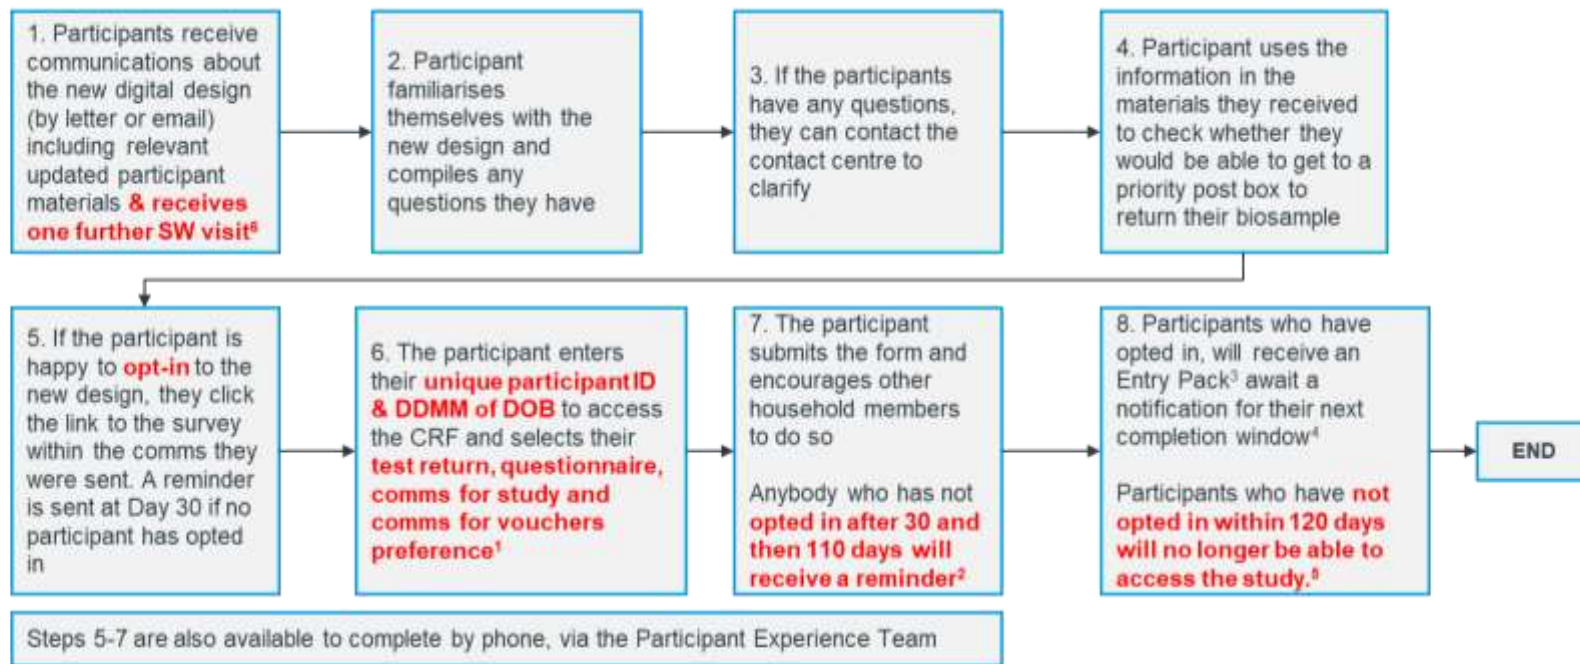 1. Participants receive
communications about
the new digital design
(by letter or email)
including relevant
updated participant
materials & receives
one further SW visit⁶
2. Participant
familiarises
themselves with the
new design and
compiles any
questions they have
3. If the participants
have any questions,
they can contact the
contact centre to
clarify
4. Participant uses the
information in the
materials they received
to check whether they
would be able to get to a
priority post box to
return their biosample
5. If the participant is
happy to opt-in to the
new design, they click
the link to the survey
within the comms they
were sent. A reminder
is sent at Day 30 if no
participant has opted
in
6. The participant enters
their unique participant ID
& DDMM of DOB to access
the CRF and selects their
test return, questionnaire,
comms for study and
comms for vouchers
preference¹
7. The participant
submits the form and
encourages other
household members
to do so
Anybody who has not
opted in after 30 and
then 110 days will
receive a reminder²
8. Participants who have
opted in, will receive an
Entry Pack³ await a
notification for their next
completion window⁴
Participants who have not
opted in within 120 days
will no longer be able to
access the study.⁵
END
Steps 5-7 are also available to complete by phone, via the Participant Experience Team